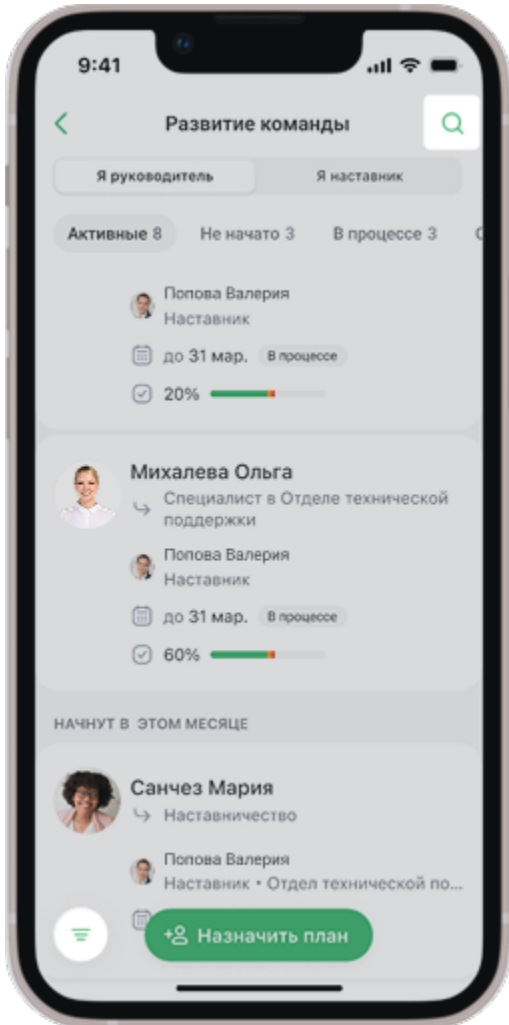 9:41
Развитие команды
Я руководитель
Я наставник
Активные 8
Не начато 3
В процессе 3
Попова Валерия
Наставник
до 31 мар.
В процессе
20%
Михалева Ольга
Специалист в Отделе технической
поддержки
Попова Валерия
Наставник
до 31 мар.
В процессе
60%
НАЧНУТ В ЭТОМ МЕСЯЦЕ
Санчез Мария
Наставничество
Попова Валерия
Наставник • Отдел технической по...
Назначить план